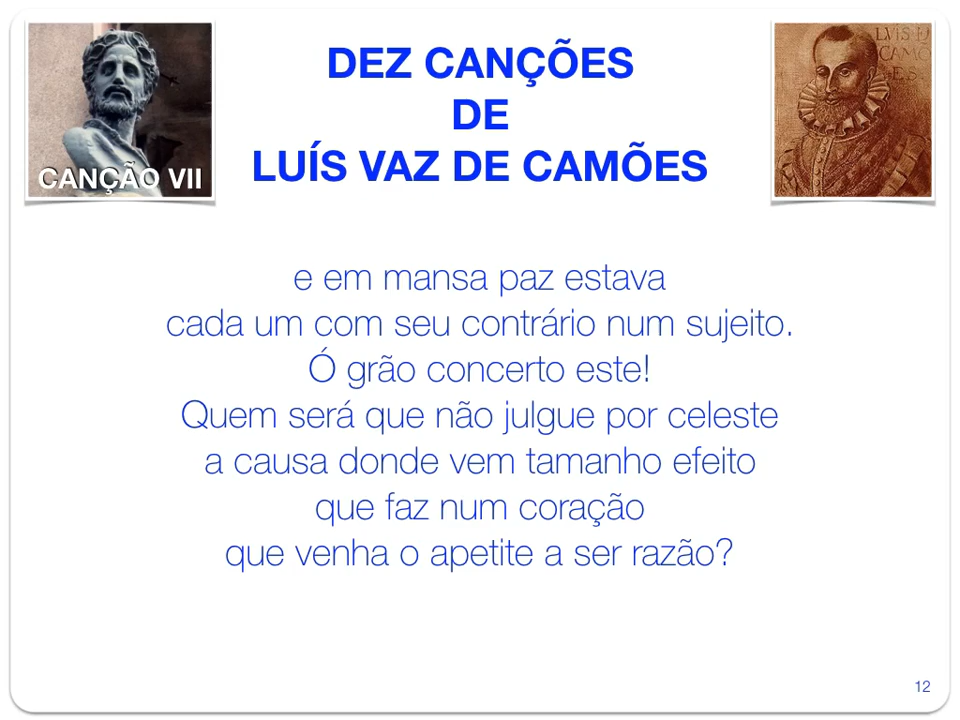 DEZ CANÇÕES
DE
LUÍS VAZ DE CAMÕES
CANÇÃO VII
LVIS D
CAMO
E.S.
e em mansa paz estava
cada um com seu contrário num sujeito.
Ó grão concerto este!
Quem será que não julgue por celeste
a causa donde vem tamanho efeito
que faz num coração
que venha o apetite a ser razão?
12